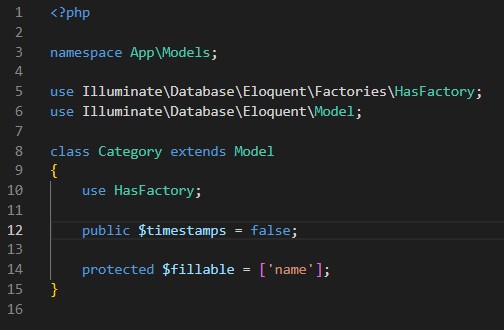 1 <?php
2
3 namespace App\Models;
4
5 use Illuminate\Database\Eloquent\Factories\HasFactory;
6 use Illuminate\Database\Eloquent\Model;
7
8 class Category extends Model
9 {
10     use HasFactory;
11
12     public $timestamps = false;
13
14     protected $fillable = ['name'];
15 }
16